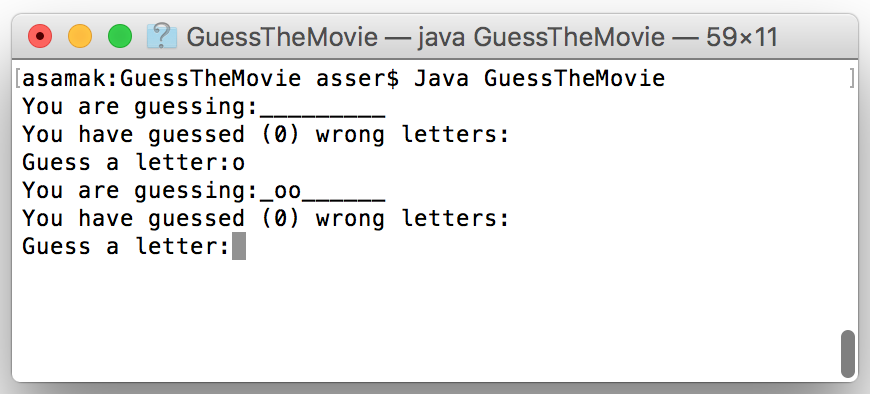 GuessTheMovie — java GuessTheMovie — 59×11
[asamak:GuessTheMovie asser$ Java GuessTheMovie ]
You are guessing:_________
You have guessed (0) wrong letters:
Guess a letter:o
You are guessing:_oo______
You have guessed (0) wrong letters:
Guess a letter: